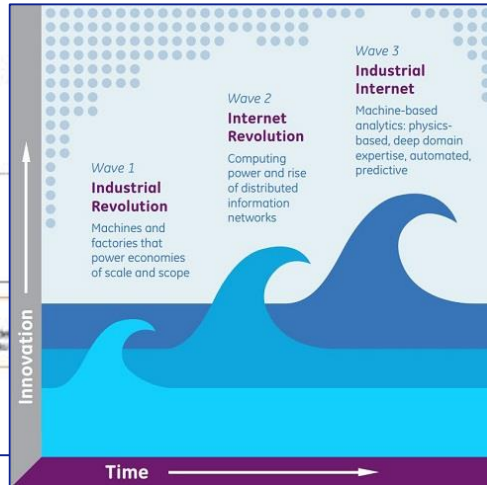 Wave 1
Industrial
Revolution
Machines and
factories that
power economies
of scale and scope
Wave 2
Internet
Revolution
Computing
power and rise
of distributed
information
networks
Wave 3
Industrial
Internet
Machine-based
analytics: physics-
based, deep domain
expertise, automated,
predictive
Innovation
Time